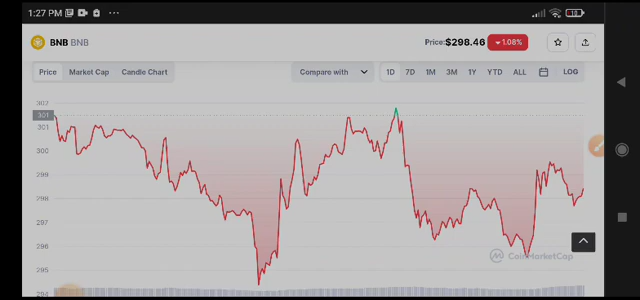 1:27 PM ...
BNB BNB Price:$298.46 1.08%
Price Market Cap Candle Chart Compare with 1D 7D 1M 3M 1Y YTD ALL LOG
302
301
301
300
299
298
297
296
295
294
CoinMarketCap